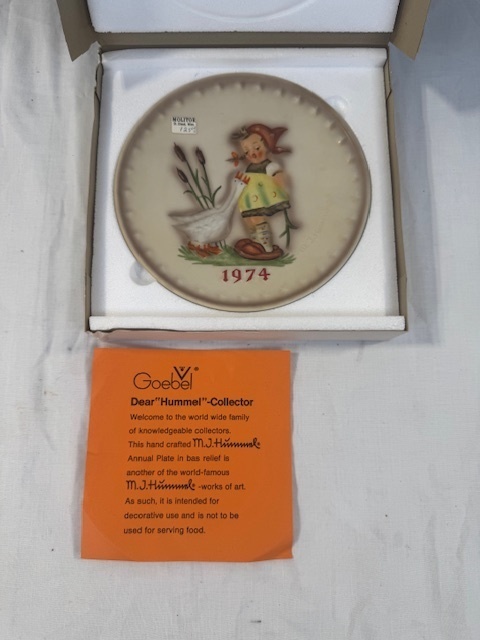 MOLITOR
1974
Goebel®
Dear"Hummel"-Collector
Welcome to the world wide family
of knowledgeable collectors.
This hand crafted M.J.Hummel
Annual Plate in bas relief is
another of the world-famous
M.J.Hummel -works of art.
As such, it is intended for
decorative use and is not to be
used for serving food.